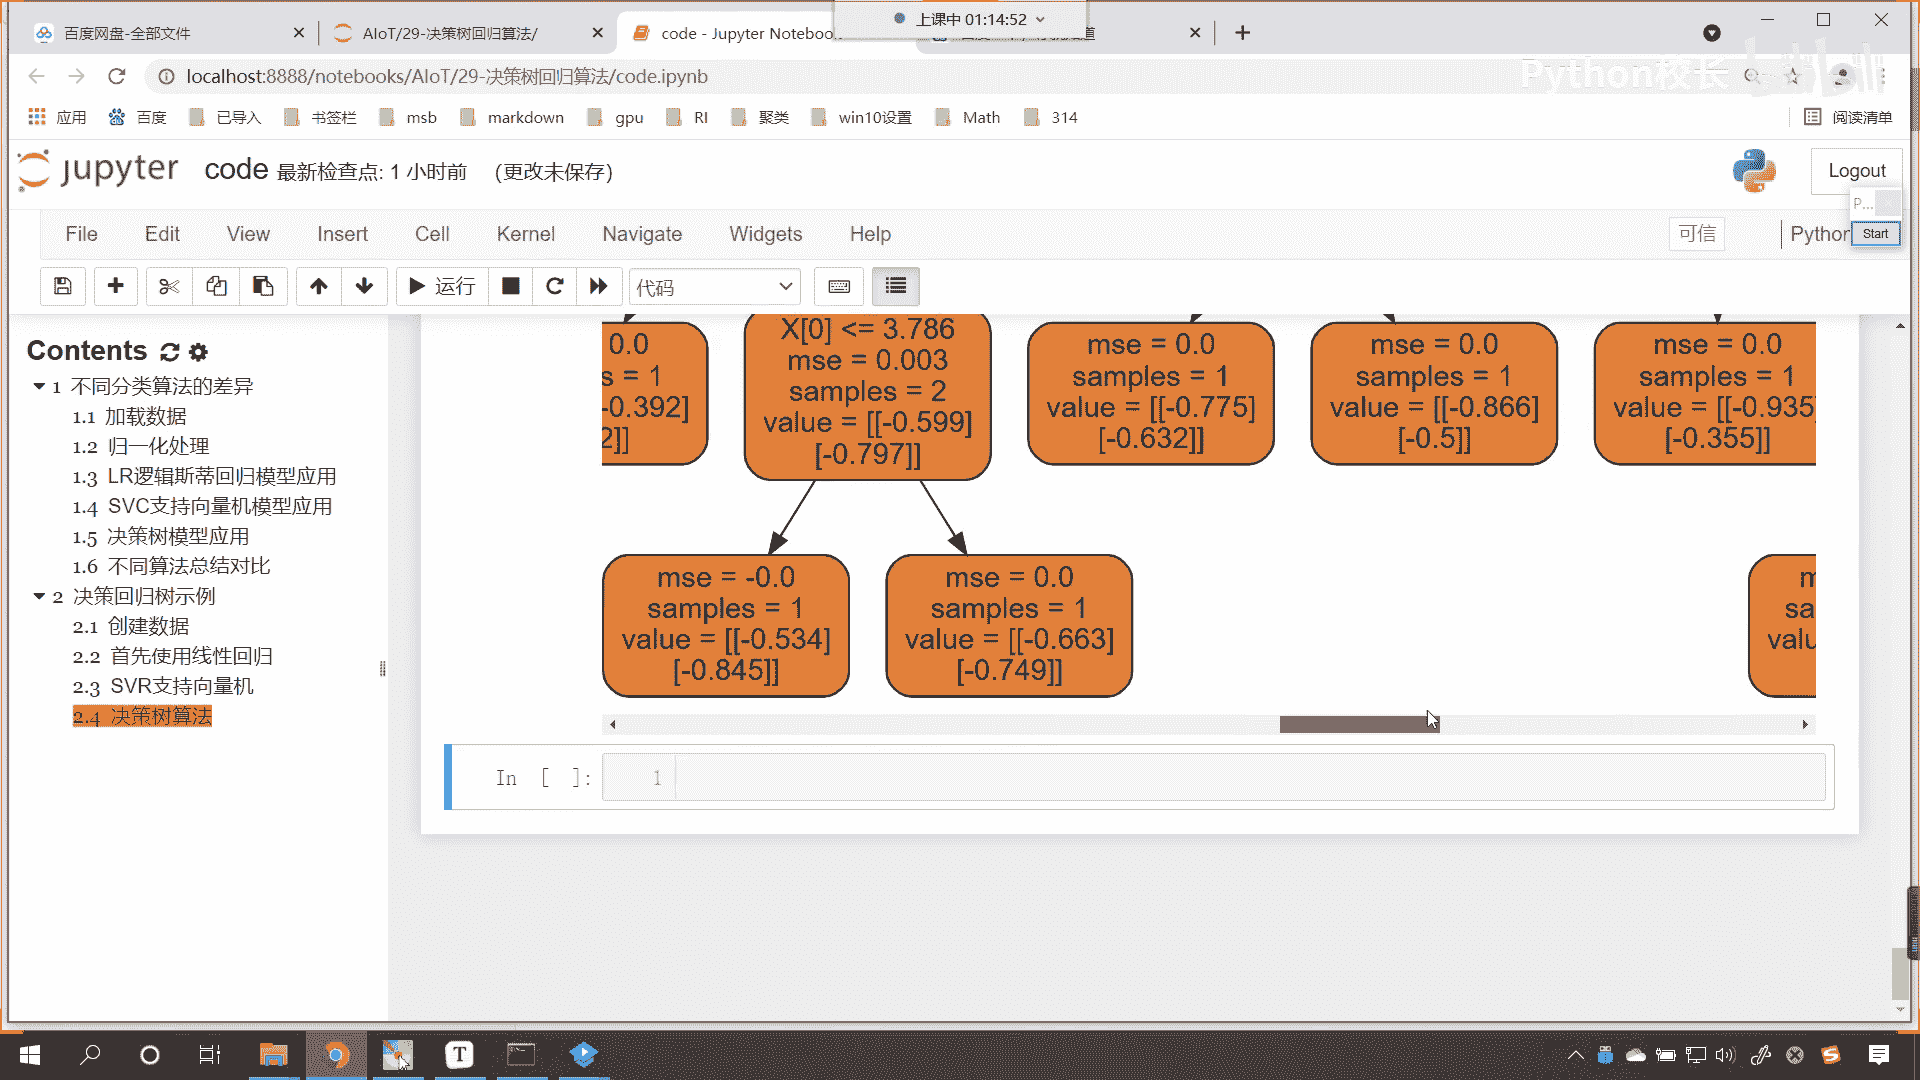 上课中 01:14:52
百度网盘-全部文件
AIoT/29-决策树回归算法/
code - Jupyter Notebook
localhost:8888/notebooks/AIoT/29-决策树回归算法/code.ipynb
Python校长
应用 百度 已导入 书签栏 msb markdown gpu RI 聚类 win10设置 Math 314 阅读清单
jupyter code 最新检查点: 1 小时前 (更改未保存)
Logout
P...
Start
File Edit View Insert Cell Kernel Navigate Widgets Help 可信 Python
运行 代码
Contents
1 不同分类算法的差异
1.1 加载数据
1.2 归一化处理
1.3 LR逻辑斯蒂回归模型应用
1.4 SVC支持向量机模型应用
1.5 决策树模型应用
1.6 不同算法总结对比
2 决策回归树示例
2.1 创建数据
2.2 首先使用线性回归
2.3 SVR支持向量机
2.4 决策树算法
0.0
s = 1
-0.392]
2]]
X[0] <= 3.786
mse = 0.003
samples = 2
value = [[-0.599]
[-0.797]]
mse = 0.0
samples = 1
value = [[-0.775]
[-0.632]]
mse = 0.0
samples = 1
value = [[-0.866]
[-0.5]]
mse = 0.0
samples = 1
value = [[-0.935
[-0.355]]
mse = -0.0
samples = 1
value = [[-0.534]
[-0.845]]
mse = 0.0
samples = 1
value = [[-0.663]
[-0.749]]
m
sa
valu
In [ ]: 1